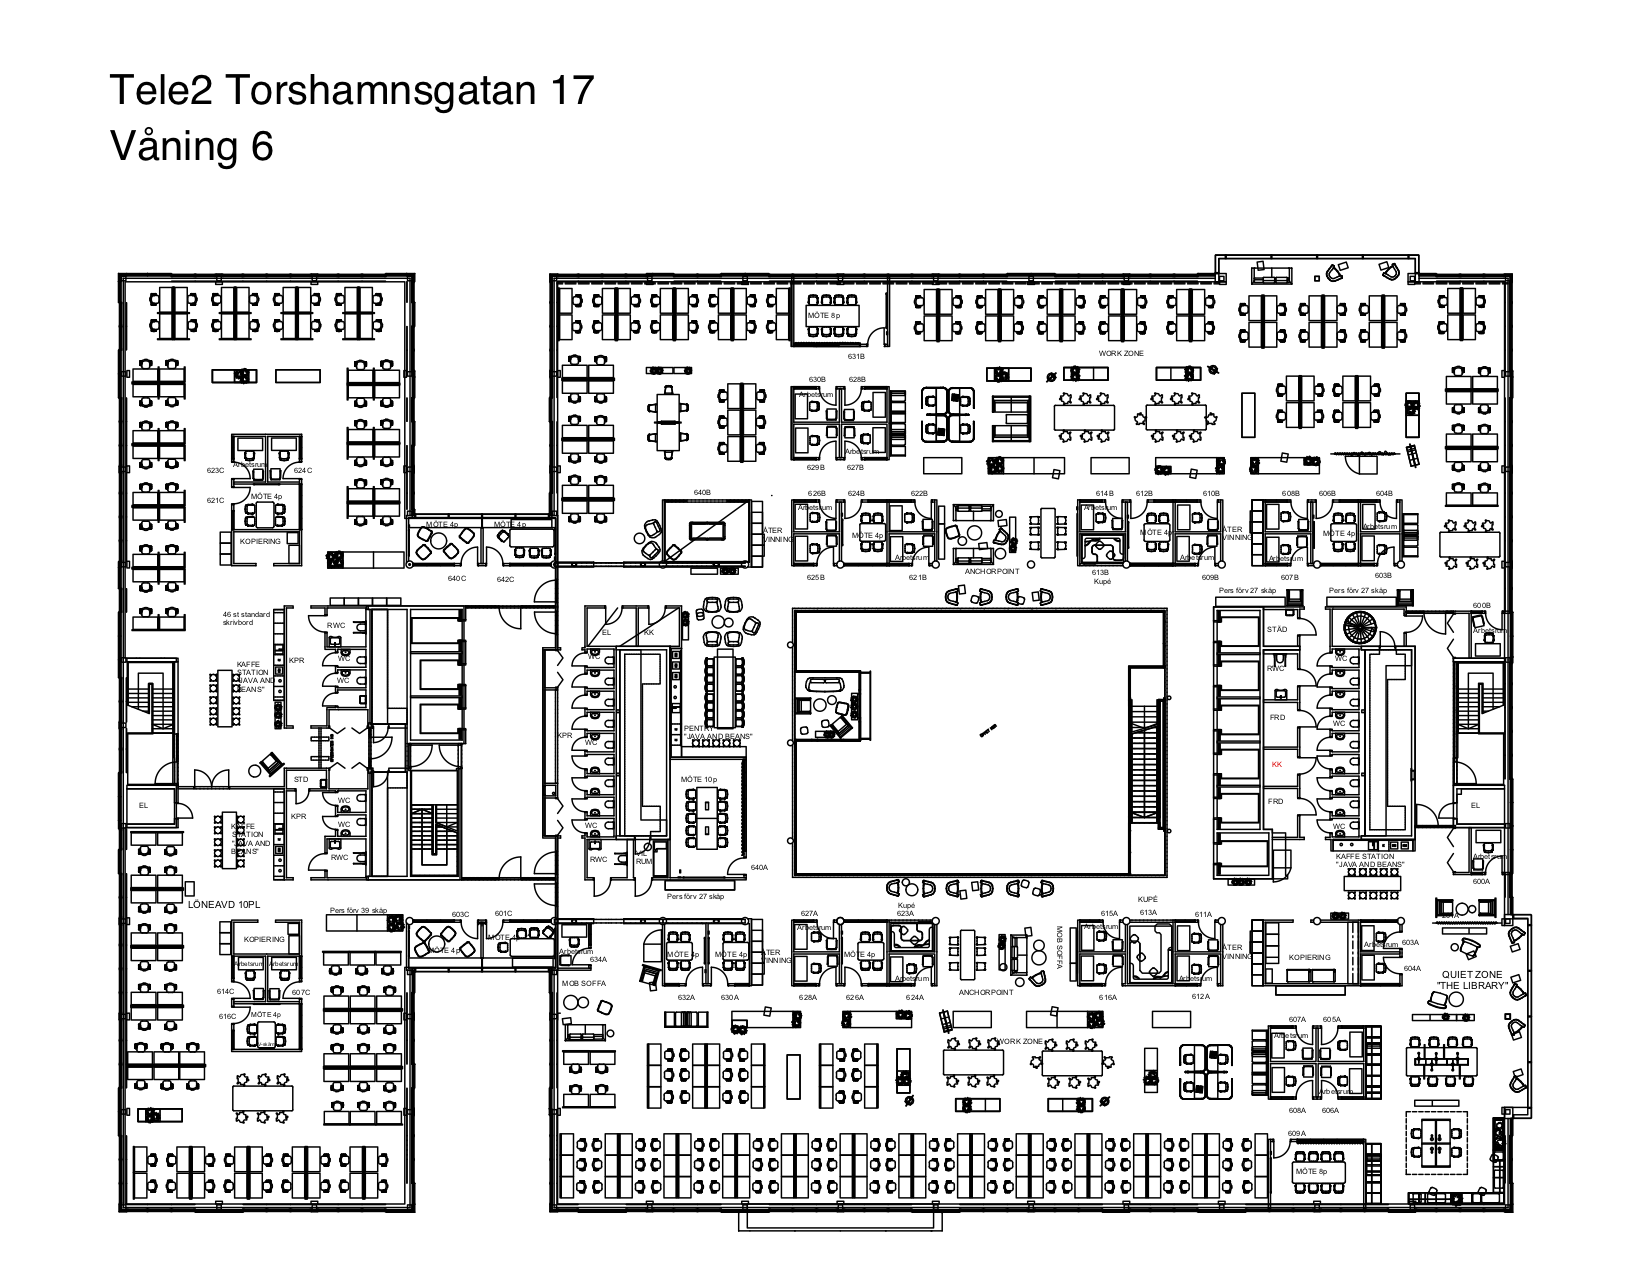 Tele2 Torshamnsgatan 17
Våning 6
MÖTE 8p
631B
WORK ZONE
630B
628B
Arbetsrum
Arbetsrum
629B
627B
623C
Arbetsrum
624C
621C
MÖTE 4p
KOPIERING
MÖTE 4p
MÖTE 4p
640C
642C
640B
626B
624B
622B
Arbetsrum
MÖTE 4p
Arbetsrum
625B
621B
ANCHORPOINT
614B
612B
610B
Arbetsrum
MÖTE 4p
Arbetsrum
613B
Kupé
609B
608B
606B
604B
Arbetsrum
MÖTE 4p
Arbetsrum
607B
603B
Pers förv 27 skåp
Pers förv 27 skåp
600B
Arbetsrum
46 st standard
skrivbord
RWC
KPR
WC
WC
KAFFE
STATION
"JAVA AND
BEANS"
EL
KK
WC
STÄD
RWC
WC
FRD
WC
KPR
WC
PENTRY
"JAVA AND BEANS"
KK
MÖTE 10p
STD
EL
KPR
WC
WC
RWC
KAFFE
STATION
"JAVA AND
BEANS"
WC
FRD
WC
EL
RWC
640A
KAFFE STATION
"JAVA AND BEANS"
Arbetsrum
600A
LÖNEAVD 10PL
Pers förv 39 skåp
Pers förv 27 skåp
603C
601C
MÖTE 4p
MÖTE 4p
KOPIERING
Arbetsrum
Arbetsrum
614C
607C
616C
MÖTE 4p
Arbetsrum
634A
MOB SOFFA
MÖTE 4p
MÖTE 4p
632A
630A
627A
Kupé
623A
Arbetsrum
MÖTE 4p
Arbetsrum
628A
626A
624A
ANCHORPOINT
MOB SOFFA
KUPÉ
615A
613A
611A
Arbetsrum
Arbetsrum
616A
612A
KOPIERING
Arbetsrum
603A
604A
QUIET ZONE
"THE LIBRARY"
WORK ZONE
607A
605A
Arbetsrum
Arbetsrum
608A
606A
609A
MÖTE 8p